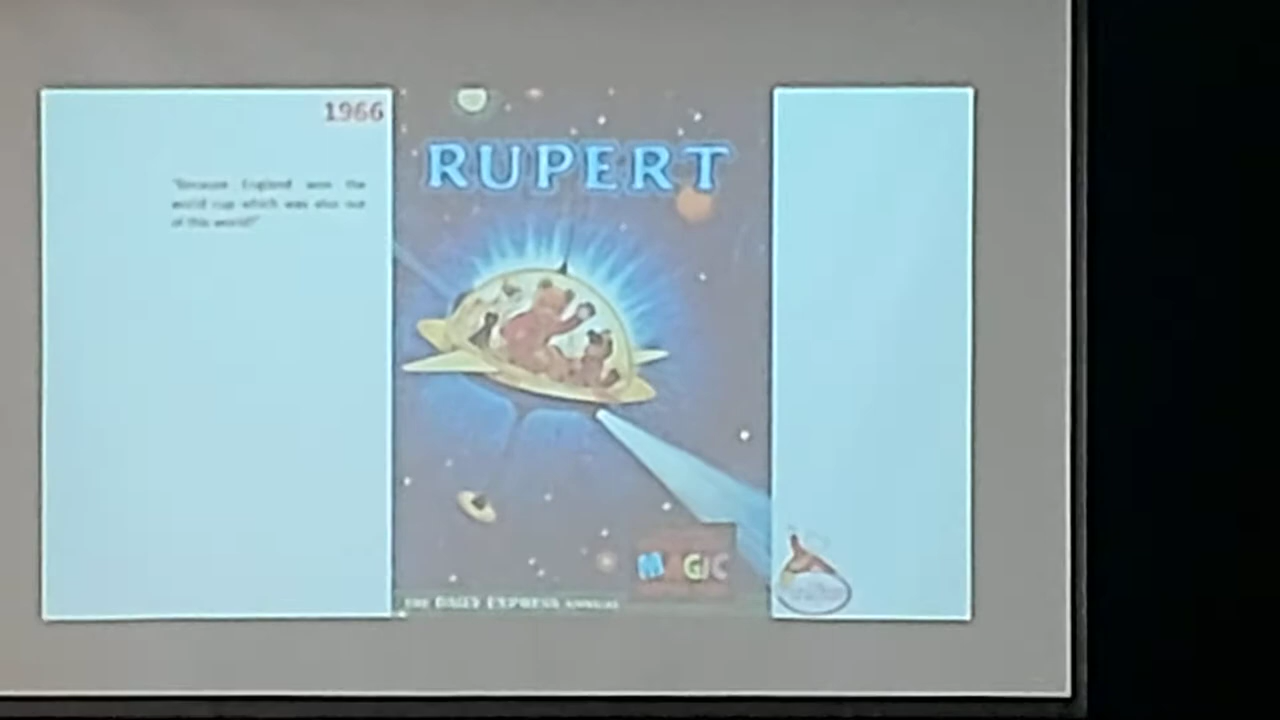 1966
"Because England won the
world cup which was also out
of this world!"
RUPERT
MAGIC
THE DAILY EXPRESS ANNUAL